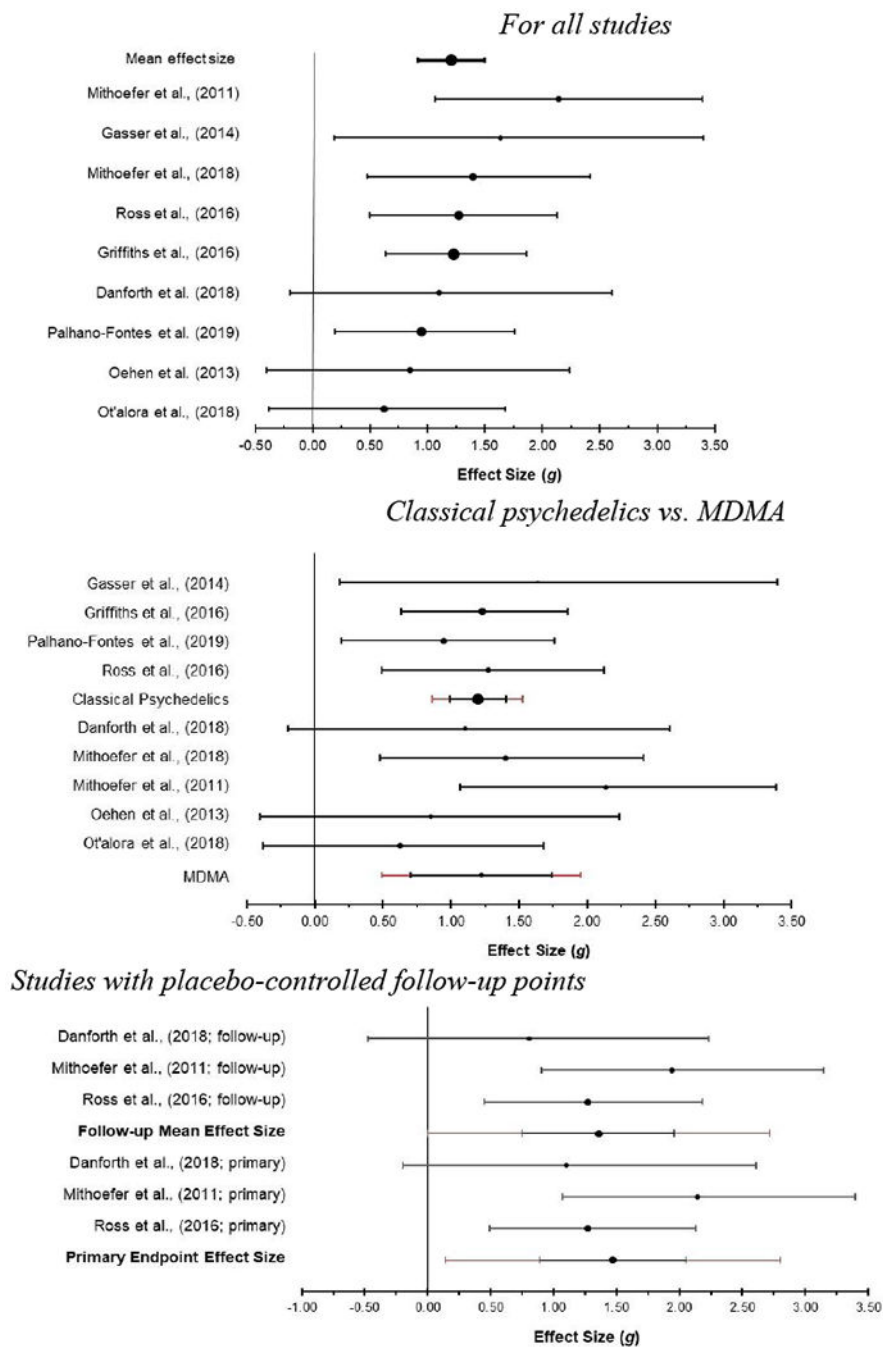 For all studies
Mean effect size
Mithoefer et al., (2011)
Gasser et al., (2014)
Mithoefer et al., (2018)
Ross et al., (2016)
Griffiths et al., (2016)
Danforth et al. (2018)
Palhano-Fontes et al. (2019)
Oehen et al. (2013)
Ot'alora et al., (2018)
-0.50 0.00 0.50 1.00 1.50 2.00 2.50 3.00 3.50
Effect Size (g)
Classical psychedelics vs. MDMA
Gasser et al., (2014)
Griffiths et al., (2016)
Palhano-Fontes et al., (2019)
Ross et al., (2016)
Classical Psychedelics
Danforth et al., (2018)
Mithoefer et al., (2018)
Mithoefer et al., (2011)
Oehen et al., (2013)
Ot'alora et al., (2018)
MDMA
-0.50 0.00 0.50 1.00 1.50 2.00 2.50 3.00 3.50
Effect Size (g)
Studies with placebo-controlled follow-up points
Danforth et al., (2018; follow-up)
Mithoefer et al., (2011; follow-up)
Ross et al., (2016; follow-up)
Follow-up Mean Effect Size
Danforth et al., (2018; primary)
Mithoefer et al., (2011; primary)
Ross et al., (2016; primary)
Primary Endpoint Effect Size
-1.00 -0.50 0.00 0.50 1.00 1.50 2.00 2.50 3.00 3.50
Effect Size (g)